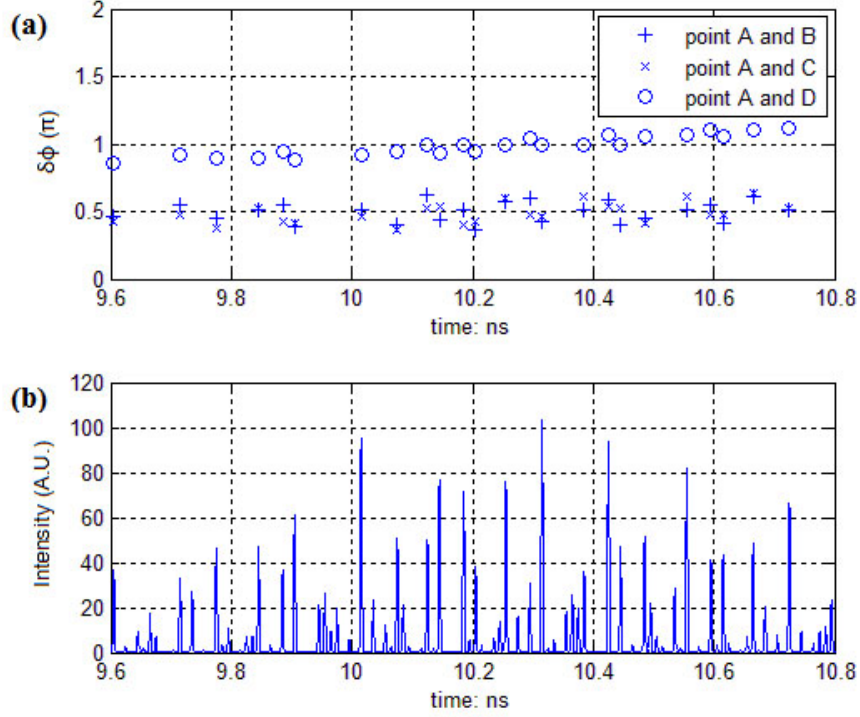 (a)
δϕ (π)
2
1.5
1
0.5
0
point A and B
point A and C
point A and D
9.6 9.8 10 10.2 10.4 10.6 10.8
time: ns
(b)
Intensity (A.U.)
120
100
80
60
40
20
0
9.6 9.8 10 10.2 10.4 10.6 10.8
time: ns